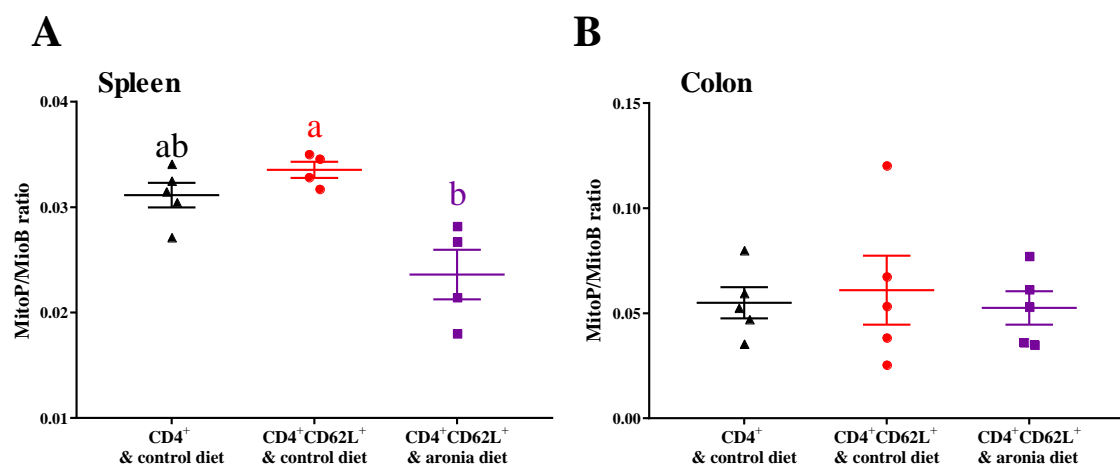 A
Spleen
0.04
0.03
0.02
0.01
MitoP/MioB ratio
ab
a
b
CD4⁺
& control diet
CD4⁺CD62L⁺
& control diet
CD4⁺CD62L⁺
& aronia diet
B
Colon
0.15
0.10
0.05
0.00
MitoP/MitoB ratio
CD4⁺
& control diet
CD4⁺CD62L⁺
& control diet
CD4⁺CD62L⁺
& aronia diet